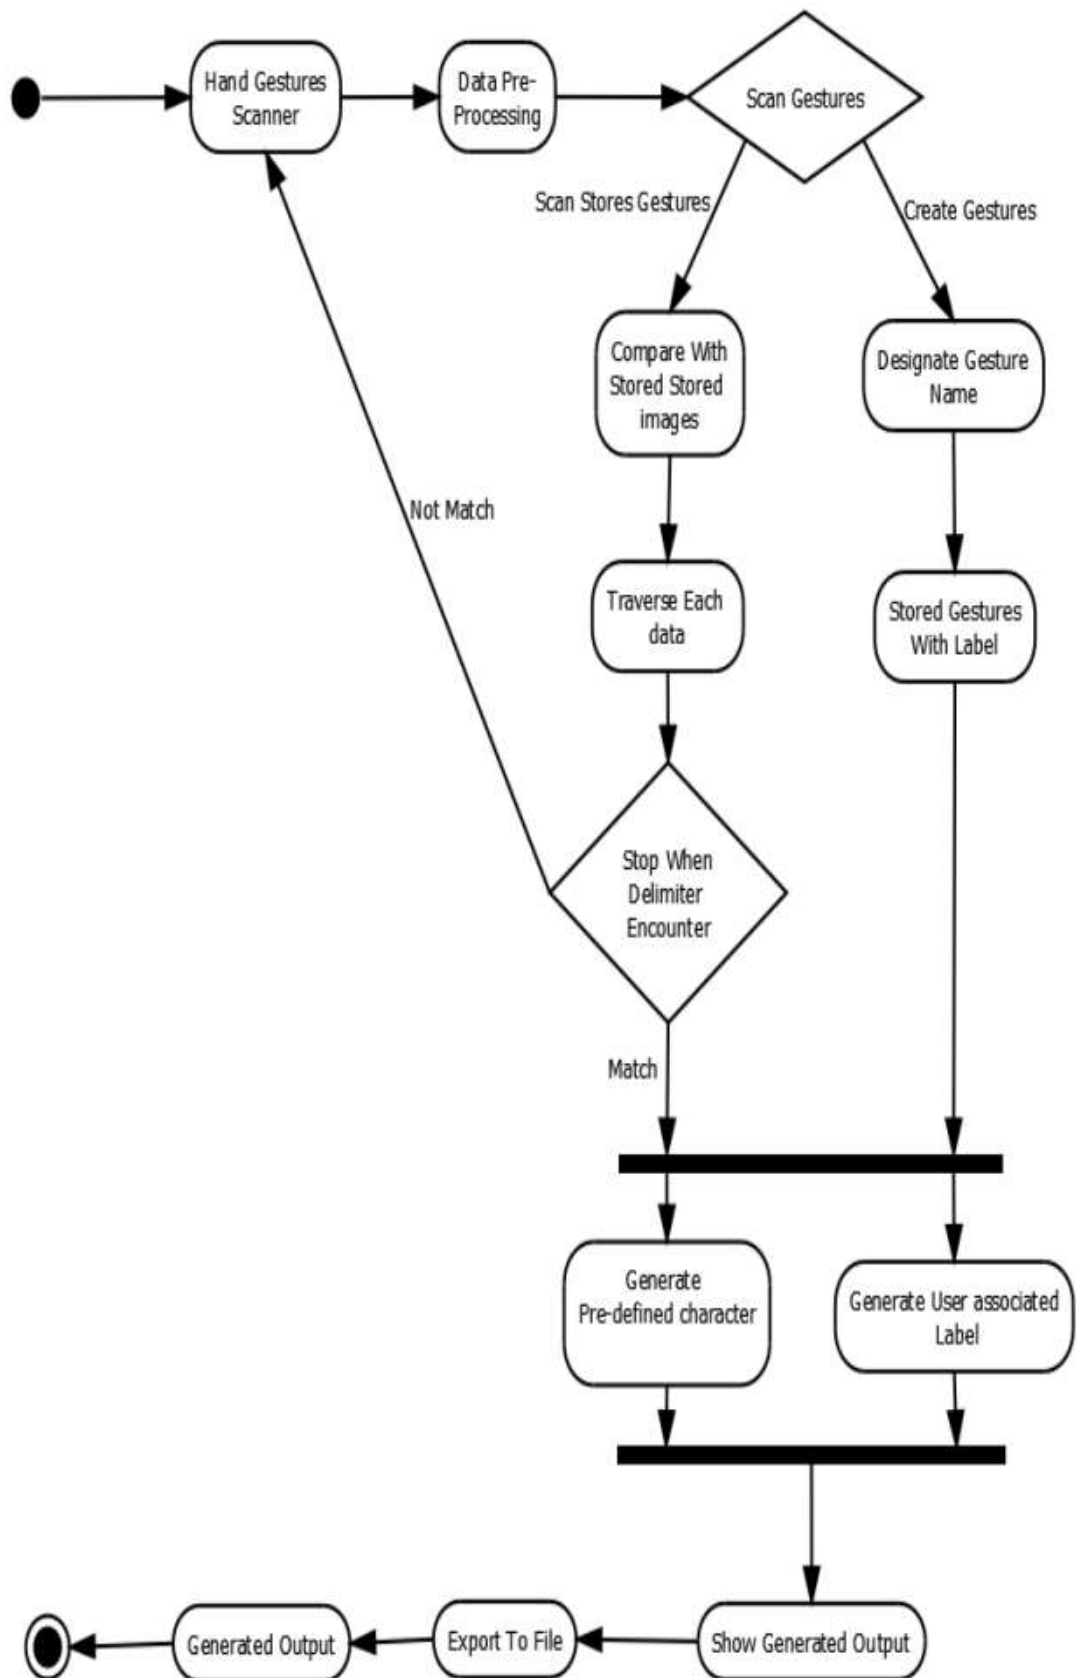 Hand Gestures
Scanner
Data Pre-
Processing
Scan Gestures
Scan Stores Gestures
Create Gestures
Compare With
Stored Stored
images
Designate Gesture
Name
Not Match
Traverse Each
data
Stored Gestures
With Label
Stop When
Delimiter
Encounter
Match
Generate
Pre-defined character
Generate User associated
Label
Generated Output
Export To File
Show Generated Output